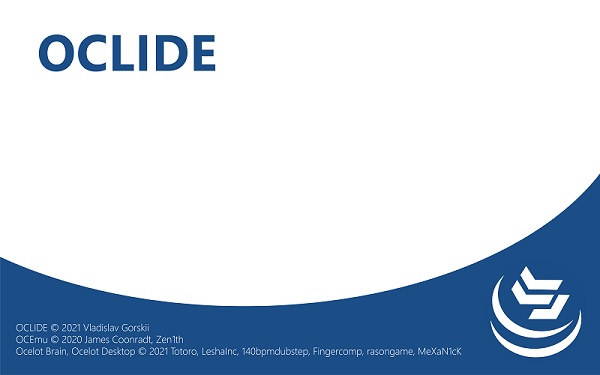 OCLIDE
OCLIDE © 2021 Vladislav Gorskii
OCEmu © 2020 James Coonradt, Zen1th
Ocelot Brain, Ocelot Desktop © 2021 Totoro, LeshaInc, 140bpmdubstep, Fingercomp, rasongame, MeXaN1cK